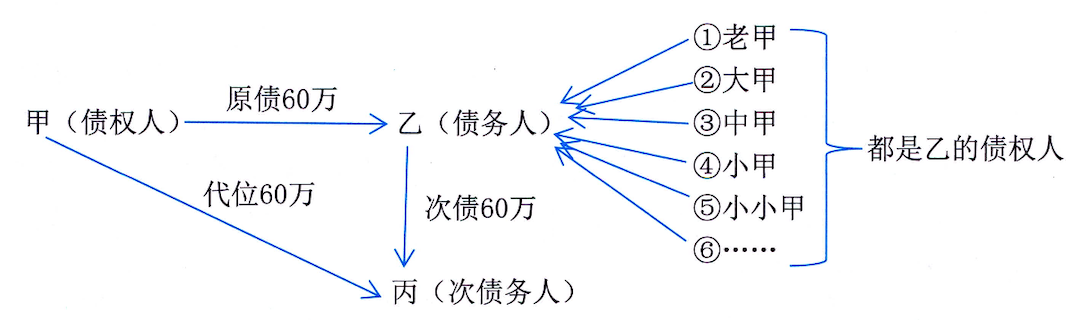 甲（债权人）
原债60万
乙（债务人）
代位60万
次债60万
丙（次债务人）
①老甲
②大甲
③中甲
④小甲
⑤小小甲
⑥……
都是乙的债权人